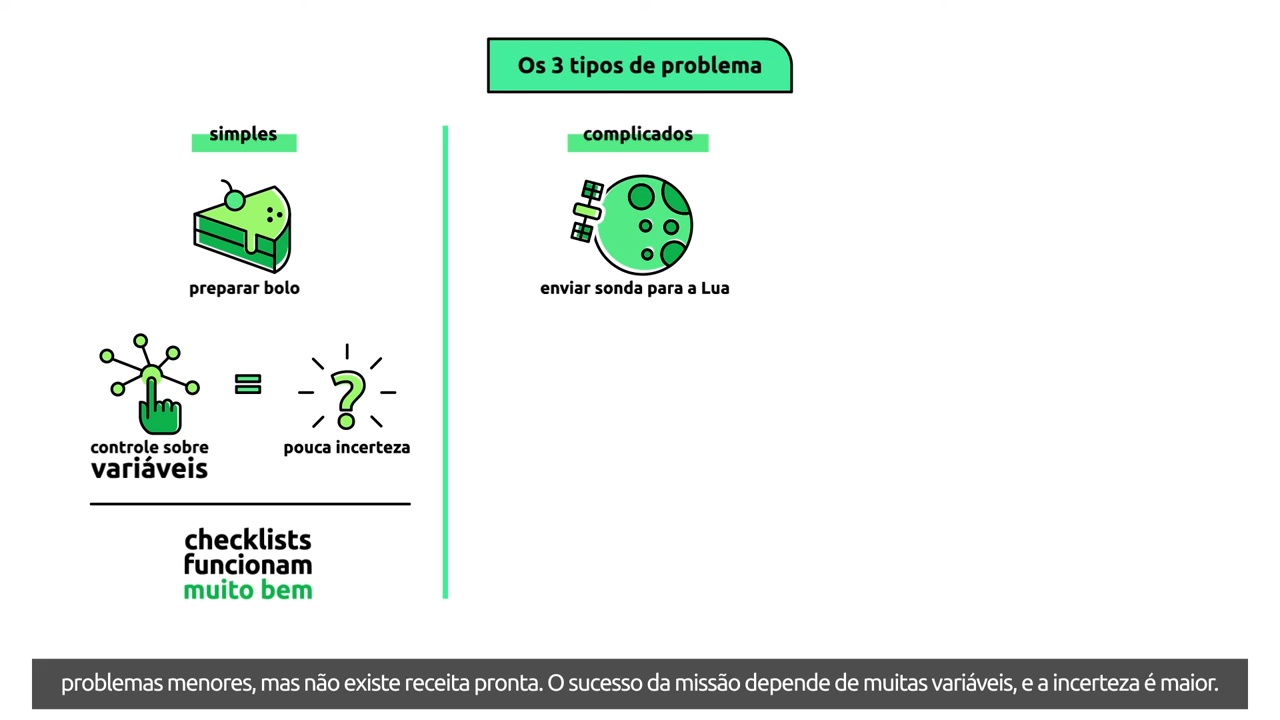 Os 3 tipos de problema
simples
preparar bolo
controle sobre
variáveis
=
?
pouca incerteza
checklists
funcionam
muito bem
complicados
enviar sonda para a Lua
problemas menores, mas não existe receita pronta. O sucesso da missão depende de muitas variáveis, e a incerteza é maior.